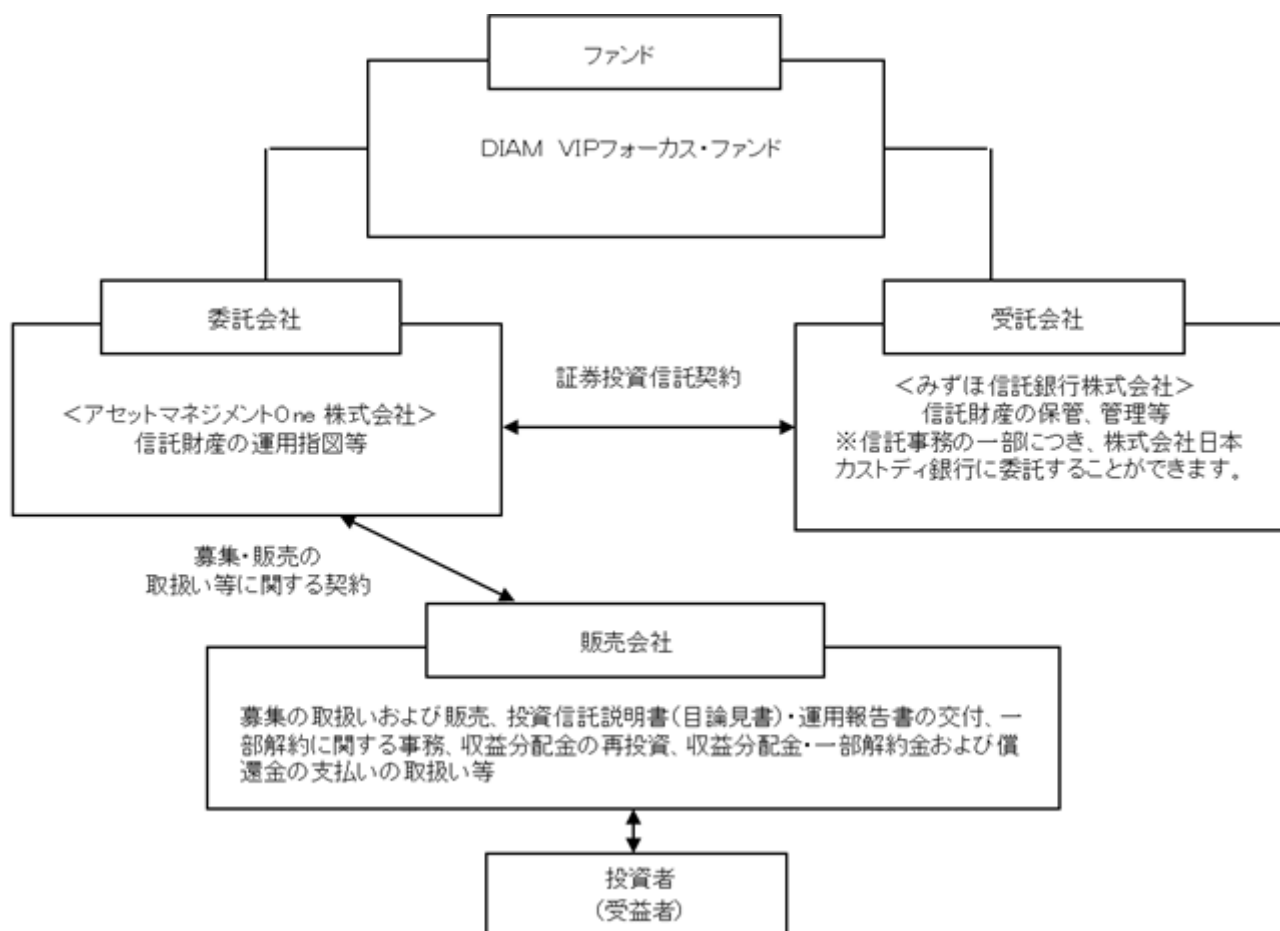 ファンド
DIAM VIPフォーカス・ファンド
委託会社
<アセットマネジメントOne 株式会社>
信託財産の運用指図等
証券投資信託契約
受託会社
<みずほ信託銀行株式会社>
信託財産の保管、管理等
※信託事務の一部につき、株式会社日本
カストディ銀行に委託することができます。
募集・販売の
取扱い等に関する契約
販売会社
募集の取扱いおよび販売、投資信託説明書(目論見書)・運用報告書の交付、一
部解約に関する事務、収益分配金の再投資、収益分配金・一部解約金および償
還金の支払いの取扱い等
投資者
(受益者)